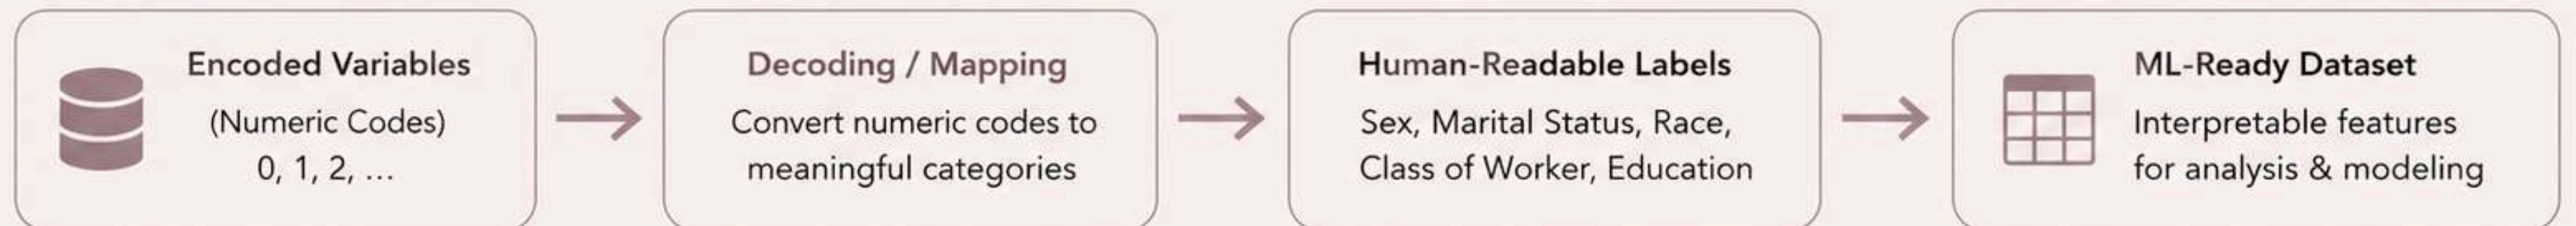 Encoded Variables
(Numeric Codes)
0, 1, 2, ...
Decoding / Mapping
Convert numeric codes to
meaningful categories
Human-Readable Labels
Sex, Marital Status, Race,
Class of Worker, Education
ML-Ready Dataset
Interpretable features
for analysis & modeling